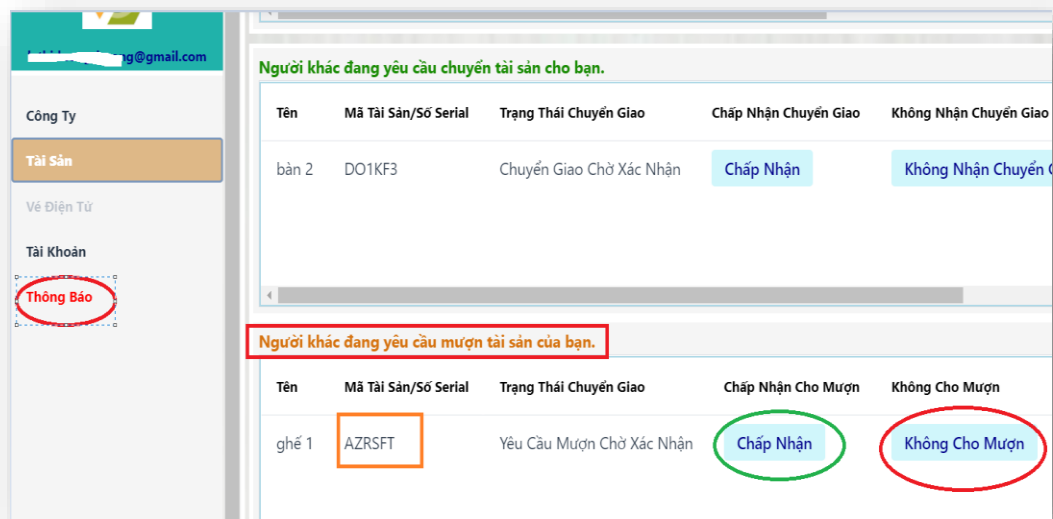 ng@gmail.com
Công Ty
Tài Sản
Vé Điện Tử
Tài Khoản
Thông Báo
Người khác đang yêu cầu chuyển tài sản cho bạn.
Tên Mã Tài Sản/Số Serial Trạng Thái Chuyển Giao Chấp Nhận Chuyển Giao Không Nhận Chuyển Giao
bàn 2 DO1KF3 Chuyển Giao Chờ Xác Nhận Chấp Nhận Không Nhận Chuyển
Người khác đang yêu cầu mượn tài sản của bạn.
Tên Mã Tài Sản/Số Serial Trạng Thái Chuyển Giao Chấp Nhận Cho Mượn Không Cho Mượn
ghế 1 AZRSFT Yêu Cầu Mượn Chờ Xác Nhận Chấp Nhận Không Cho Mượn